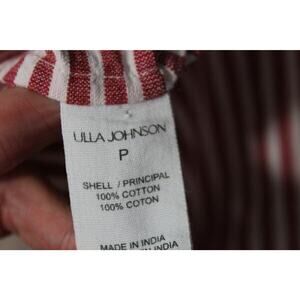 ULLA JOHNSON
P
SHELL / PRINCIPAL
100% COTTON
100% COTON
MADE IN INDIA